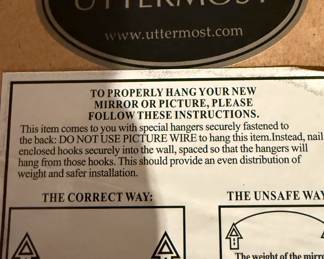 UTTERMOST
www.uttermost.com
TO PROPERLY HANG YOUR NEW
MIRROR OR PICTURE, PLEASE
FOLLOW THESE INSTRUCTIONS.
This item comes to you with special hangers securely fastened to
the back: DO NOT USE PICTURE WIRE to hang this item.Instead, nail
enclosed hooks securely into the wall, spaced so that the hangers will
hang from those hooks. This should provide an even distribution of
weight and safer installation.
THE CORRECT WAY:
THE UNSAFE WAY
The weight of the mirr